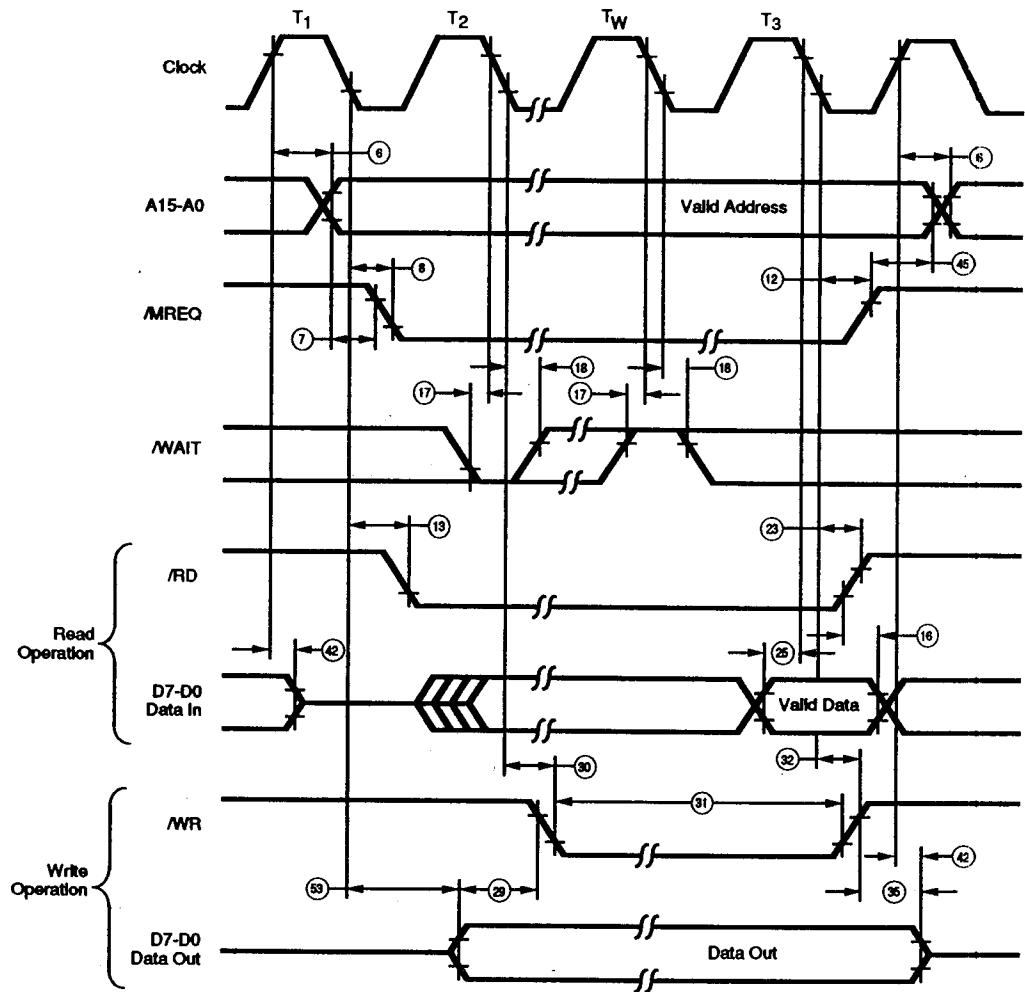 T1 T2 TW T3
Clock
6 6
A15-A0 Valid Address
8 12 45
/MREQ
7
18 18
17 17
/WAIT
13 23
/RD
Read
Operation
42 25 16
D7-D0
Data In Valid Data
30 32
31
/WR
Write
Operation
42
53 29 35
D7-D0
Data Out Data Out